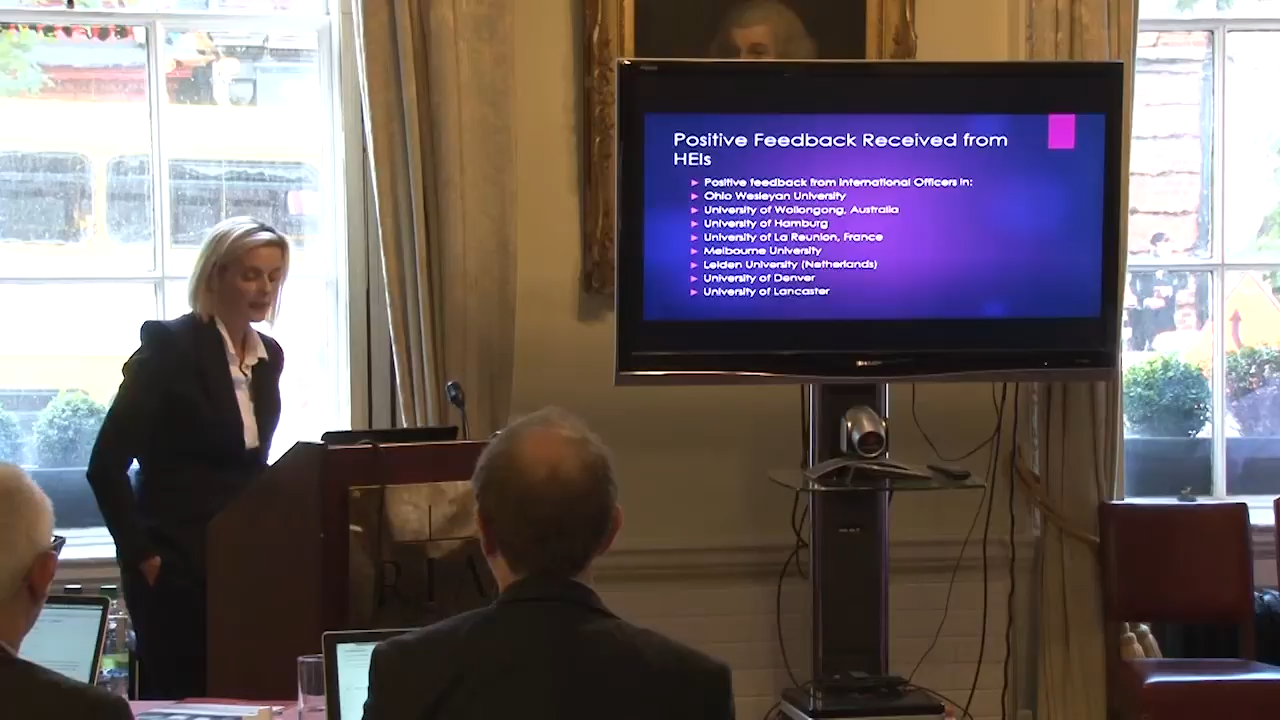 Positive Feedback Received from
HEIs
Positive feedback from International Officers in:
Ohio Wesleyan University
University of Wollongong, Australia
University of Hamburg
University of La Reunion, France
Melbourne University
Leiden University (Netherlands)
University of Denver
University of Lancaster
RIA